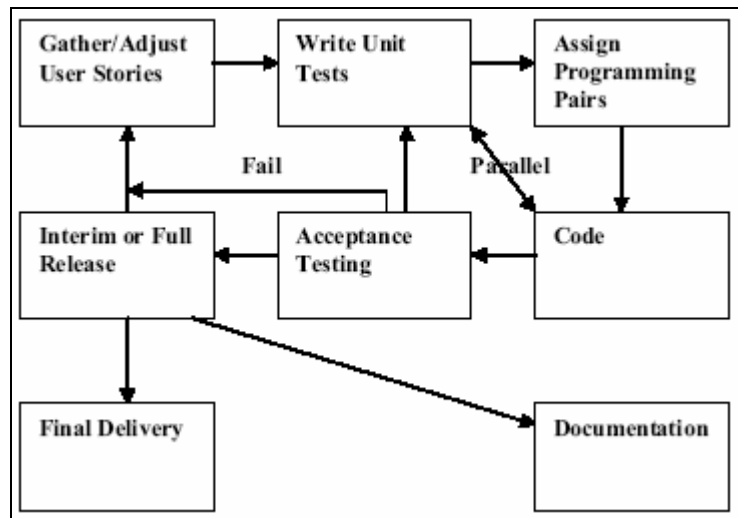 Gather/Adjust
User Stories
Write Unit
Tests
Assign
Programming
Pairs
Fail
Parallel
Interim or Full
Release
Acceptance
Testing
Code
Final Delivery
Documentation